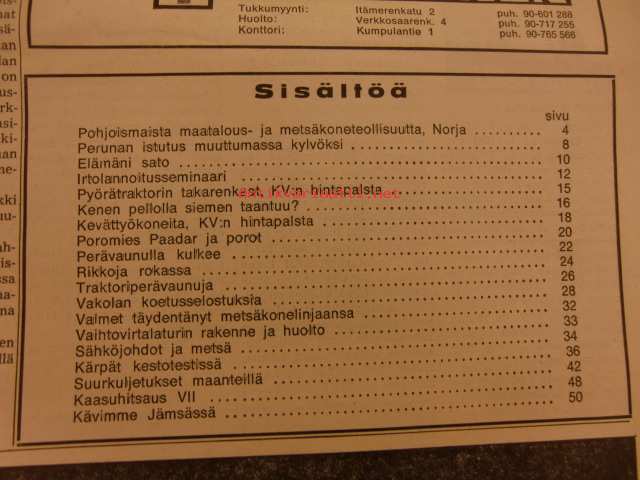 Tukkumyynti: Itämerenkatu 2 puh. 90-601 288
Huolto: Verkkosaarenk. 4 puh. 90-717 255
Konttori: Kumpulantie 1 puh. 90-765 566
Sisältöä
sivu
Pohjoismaista maatalous- ja metsäkoneteollisuutta, Norja .......... 4
Perunan istutus muuttumassa kylvöksi .......... 8
Elämäni sato .......... 10
Irtolannoitusseminaari .......... 12
Pyörätraktorin takarenkaat, KV:n hintapalsta .......... 15
Kenen pellolla siemen taantuu? .......... 16
Kevättyökoneita, KV:n hintapalsta .......... 18
Poromies Paadar ja porot .......... 20
Perävaunulla kulkee .......... 22
Rikkoja rokassa .......... 24
Traktoriperävaunuja .......... 26
Vakolan koetusselostuksia .......... 28
Valmet täydentänyt metsäkonelinjaansa .......... 32
Vaihtovirtalaturin rakenne ja huolto .......... 33
Sähköjohdot ja metsä .......... 34
Kärpät kestotestissä .......... 36
Suurkuljetukset maanteillä .......... 42
Kaasuhitsaus VII .......... 48
Kävimme Jämsässä .......... 50